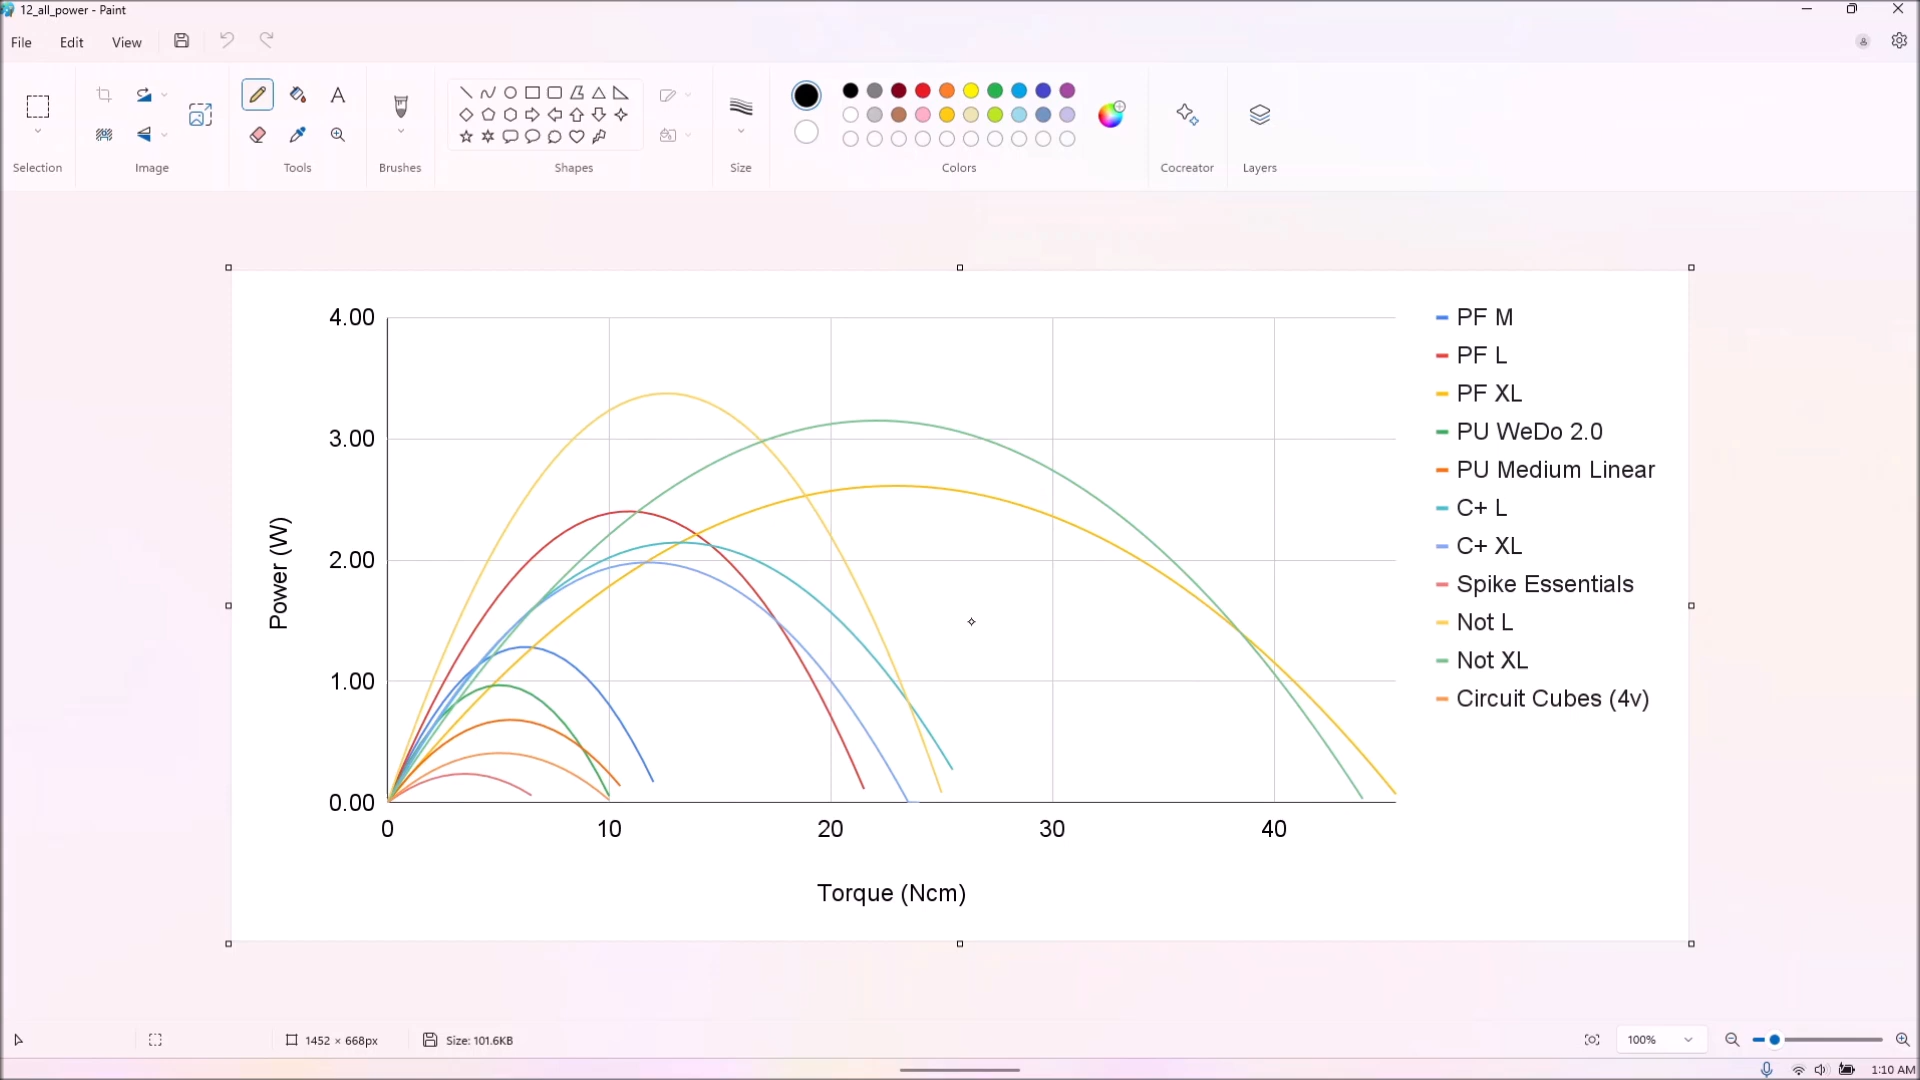 12_all_power - Paint
File Edit View
Selection Image Tools Brushes Shapes Size Colors Cocreator Layers
4.00
3.00
2.00
1.00
0.00
Power (W)
0 10 20 30 40
Torque (Ncm)
PF M
PF L
PF XL
PU WeDo 2.0
PU Medium Linear
C+ L
C+ XL
Spike Essentials
Not L
Not XL
Circuit Cubes (4v)
1452 × 668px Size: 101.6KB 100%
1:10 AM